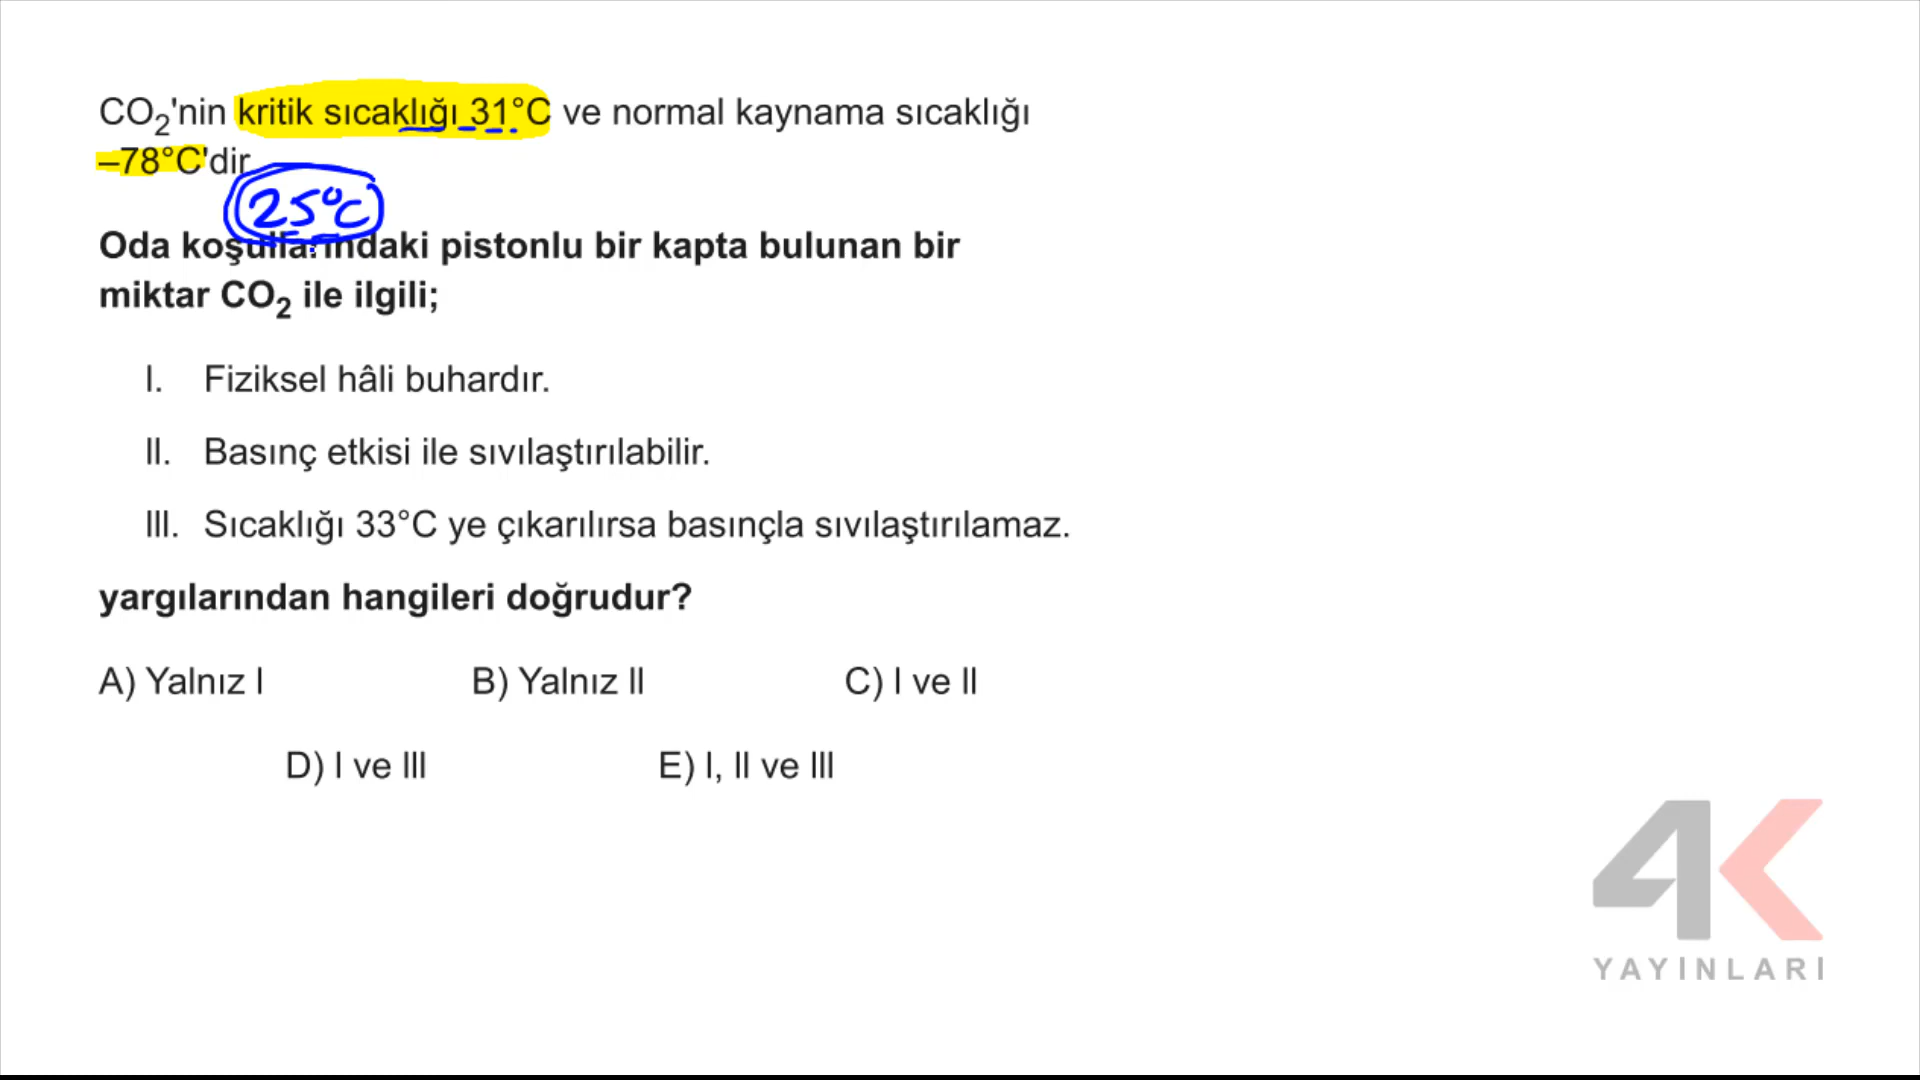 CO₂'nin kritik sıcaklığı 31°C ve normal kaynama sıcaklığı
–78°C'dir.
25°C
Oda koşullarındaki pistonlu bir kapta bulunan bir
miktar CO₂ ile ilgili;
I. Fiziksel hâli buhardır.
II. Basınç etkisi ile sıvılaştırılabilir.
III. Sıcaklığı 33°C ye çıkarılırsa basınçla sıvılaştırılamaz.
yargılarından hangileri doğrudur?
A) Yalnız I B) Yalnız II C) I ve II
D) I ve III E) I, II ve III
4K
YAYINLARI